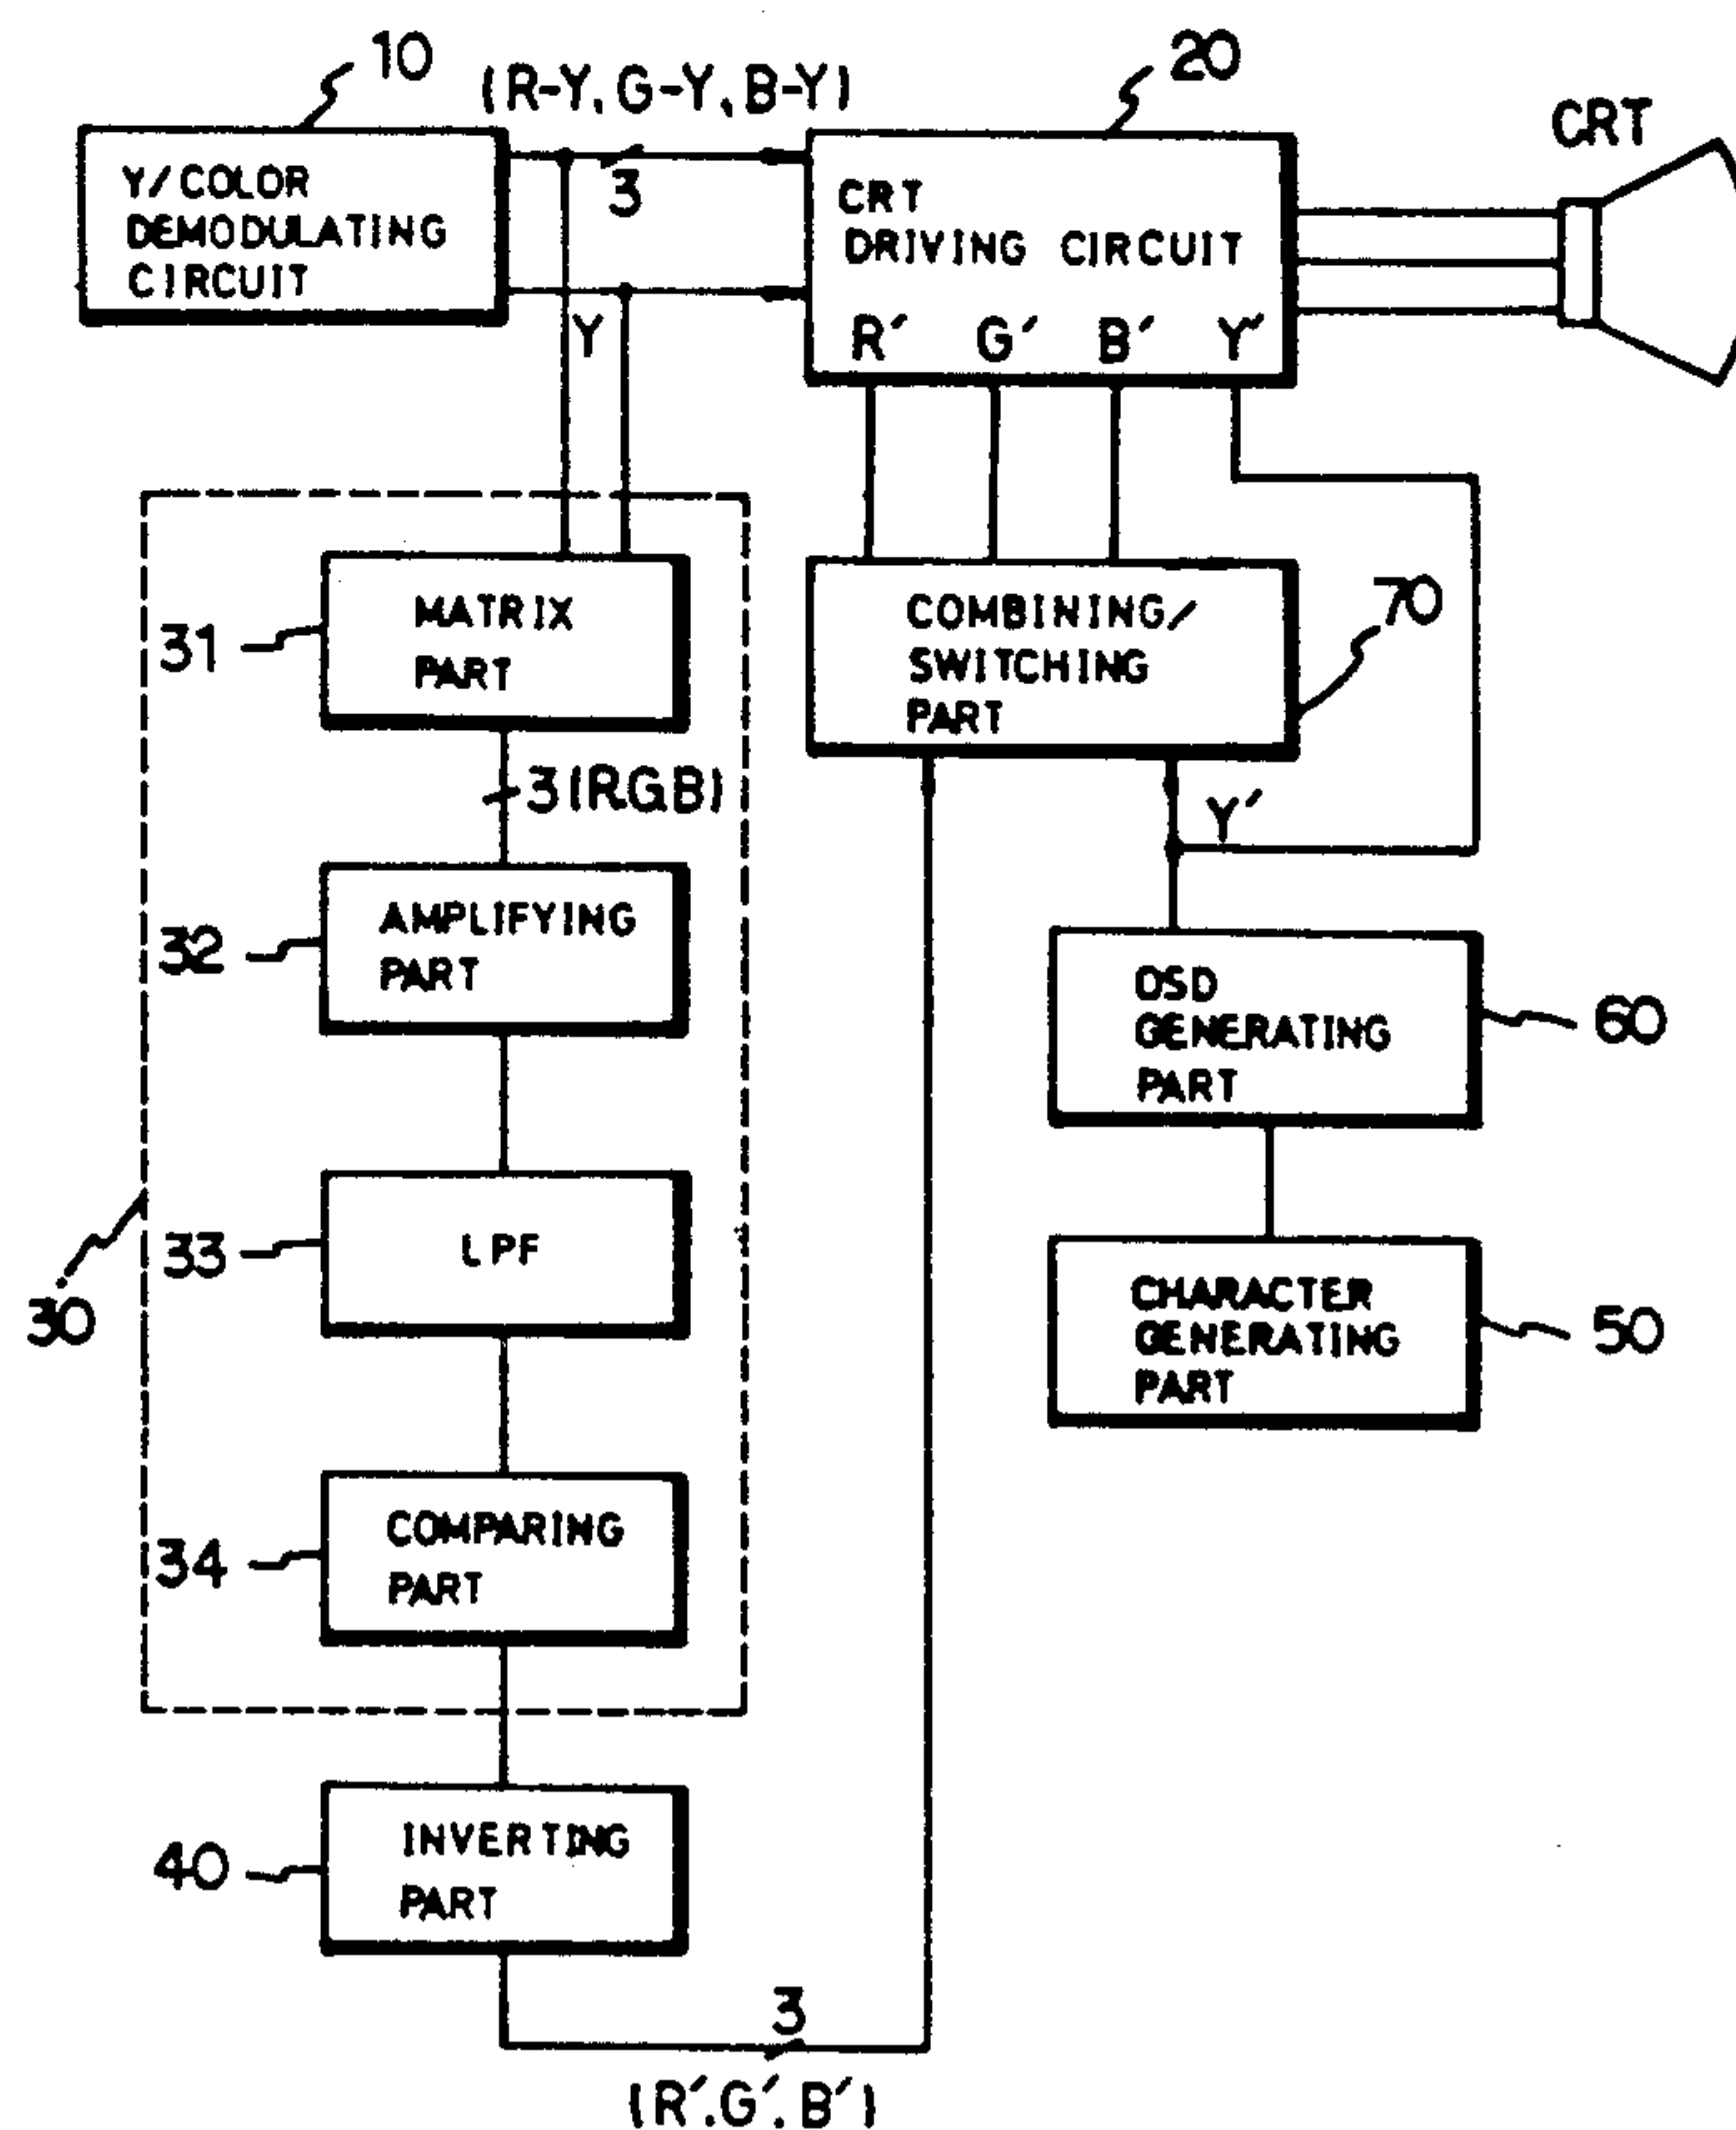 10
(R-Y, G-Y, B-Y)
20
CRT
Y/COLOR
DEMODULATING
CIRCUIT
3
Y
CRT
DRIVING CIRCUIT
R′ G′ B′ Y′
31
MATRIX
PART
3(RGB)
COMBINING/
SWITCHING
PART
70
Y′
32
AMPLIFYING
PART
OSD
GENERATING
PART
60
33
LPF
30
CHARACTER
GENERATING
PART
50
34
COMPARING
PART
40
INVERTING
PART
3
(R′.G′.B′)